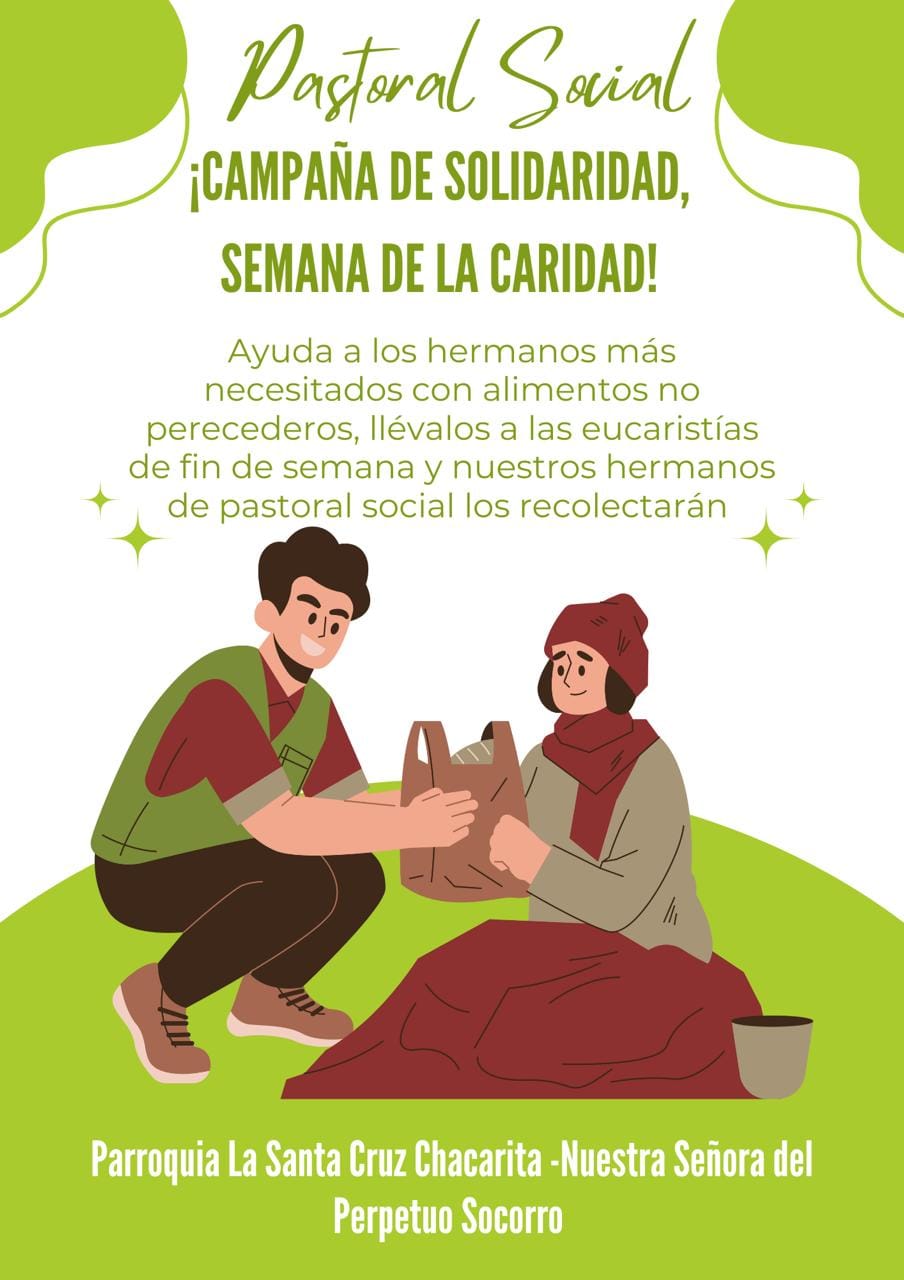 Pastoral Social
¡CAMPAÑA DE SOLIDARIDAD,
SEMANA DE LA CARIDAD!
Ayuda a los hermanos más
necesitados con alimentos no
perecederos, llévalos a las eucaristías
de fin de semana y nuestros hermanos
de pastoral social los recolectarán
Parroquia La Santa Cruz Chacarita -Nuestra Señora del
Perpetuo Socorro